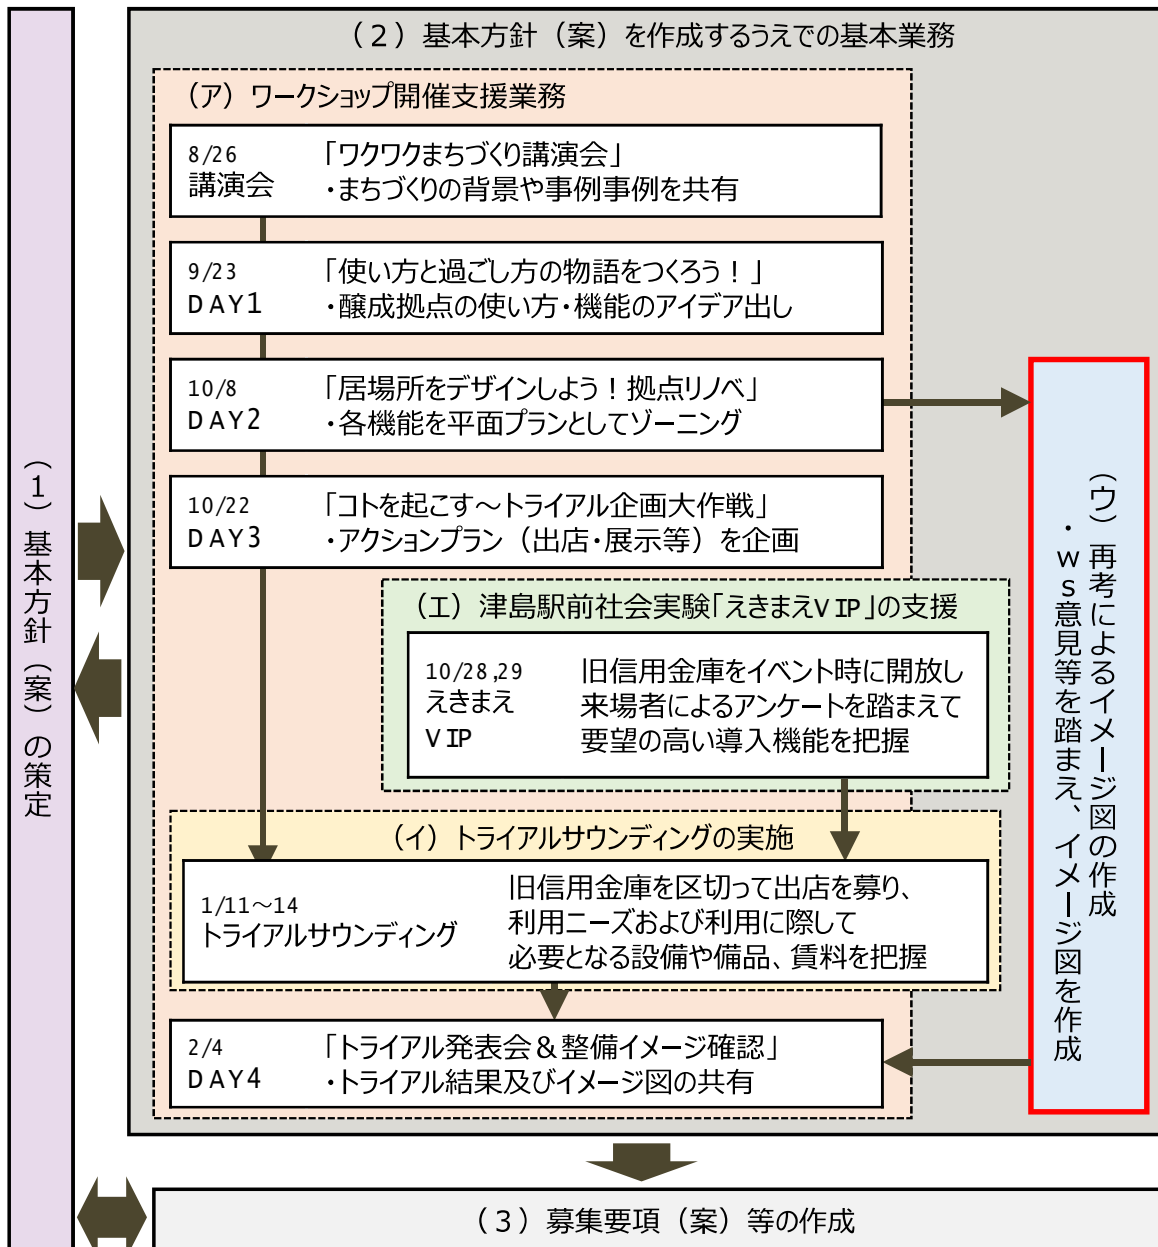 （２）基本方針（案）を作成するうえでの基本業務
（ア）ワークショップ開催支援業務
8/26
講演会
「ワクワクまちづくり講演会」
・まちづくりの背景や事例事例を共有
9/23
DAY1
「使い方と過ごし方の物語をつくろう！」
・醸成拠点の使い方・機能のアイデア出し
10/8
DAY2
「居場所をデザインしよう！拠点リノベ」
・各機能を平面プランとしてゾーニング
10/22
DAY3
「コトを起こす～トライアル企画大作戦」
・アクションプラン（出店・展示等）を企画
（エ）津島駅前社会実験「えきまえVIP」の支援
10/28,29
えきまえ
VIP
旧信用金庫をイベント時に開放し
来場者によるアンケートを踏まえて
要望の高い導入機能を把握
（イ）トライアルサウンディングの実施
1/11～14
トライアルサウンディング
旧信用金庫を区切って出店を募り、
利用ニーズおよび利用に際して
必要となる設備や備品、賃料を把握
2/4
DAY4
「トライアル発表会＆整備イメージ確認」
・トライアル結果及びイメージ図の共有
（ウ）再考によるイメージ図の作成
・ｗｓ意見等を踏まえ、イメージ図を作成
（１）基本方針（案）の策定
（３）募集要項（案）等の作成